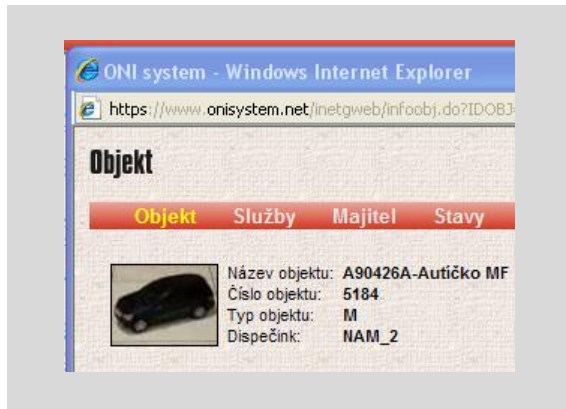 ONI system - Windows Internet Explorer
https://www.onisystem.net/inetgweb/infoobj.do?IDOBJ
Objekt
Objekt Služby Majitel Stavy
Název objektu: A90426A-Autíčko MF
Číslo objektu: 5184
Typ objektu: M
Dispečink: NAM_2